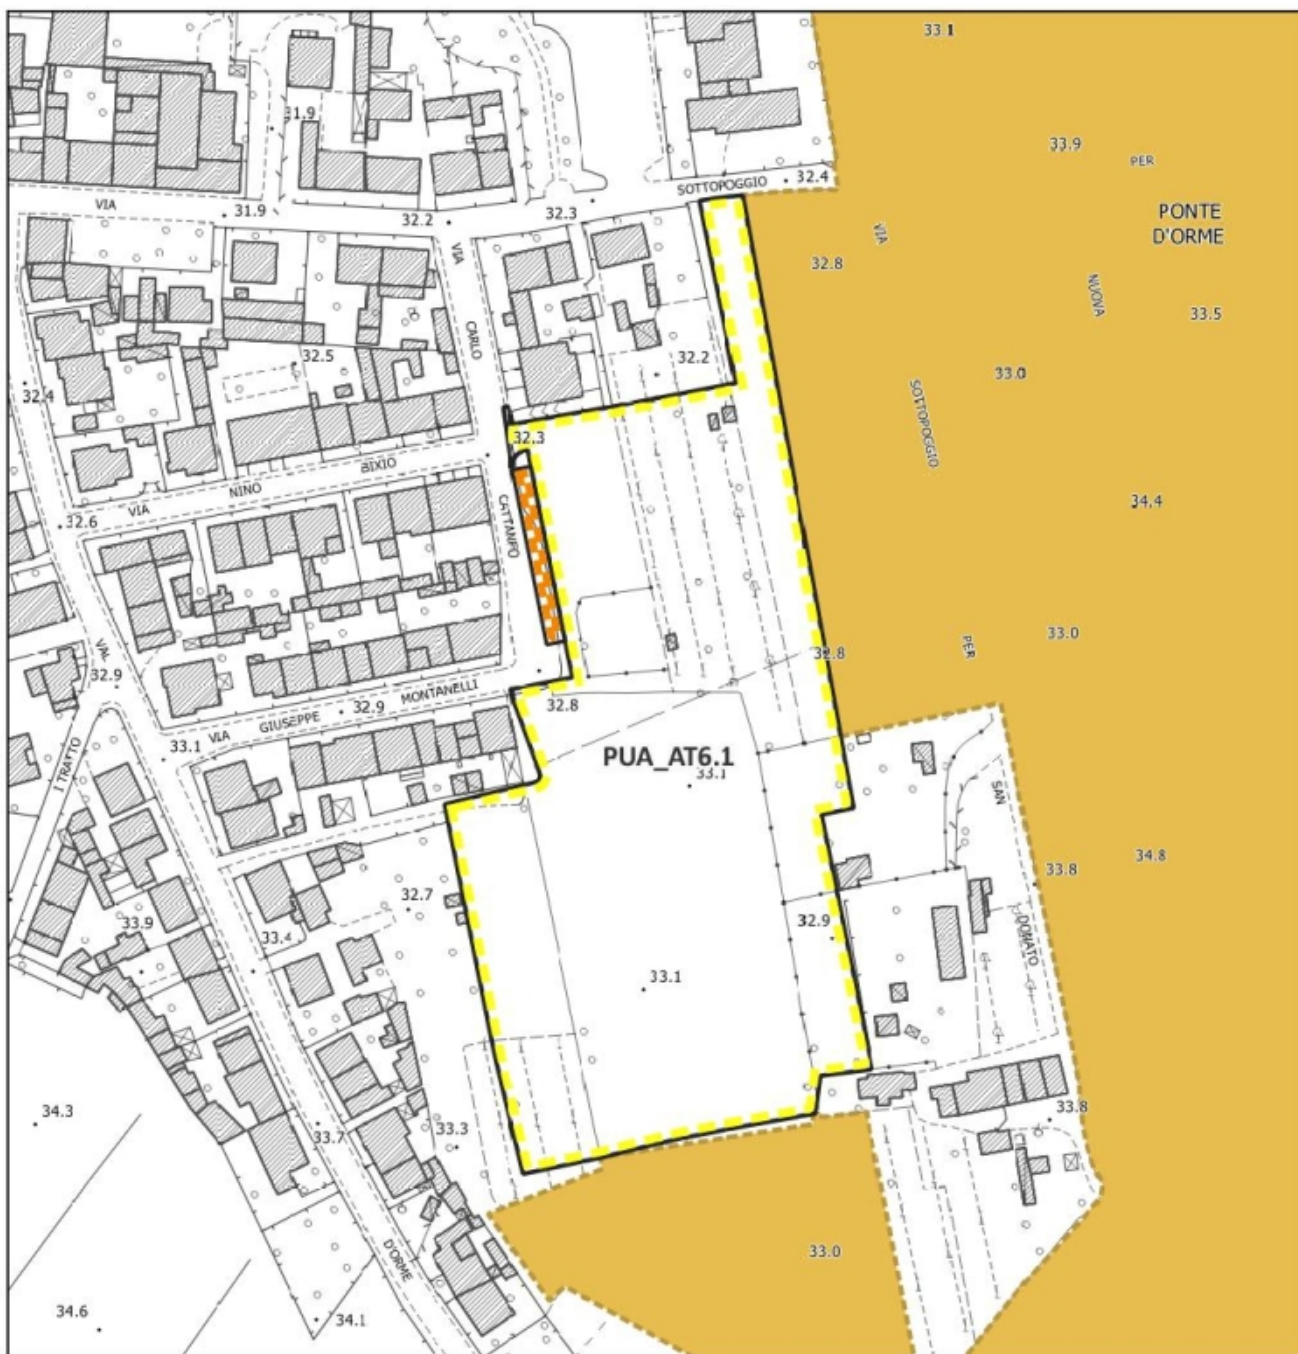 33.1
31.9
33.9
PER
SOTTOPOGGIO
32.4
VIA
31.9
32.2
32.3
PONTE
D'ORME
VIA
VIA
32.8
NUOVA
33.5
CARLO
32.5
32.2
33.0
32.4
SOTTOPOGGIO
32.3
BIXIO
NINO
VIA
32.6
CATTANEO
34.4
PER
33.0
32.8
VAL
32.9
MONTANELLI
GIUSEPPE
VIA
32.9
32.8
33.1
I TRATTO
PUA_AT6.1
33.1
SAN
34.8
33.8
32.7
33.9
33.4
32.9
DONATO
33.1
34.3
33.7
33.3
33.8
D'ORME
33.0
34.6
34.1